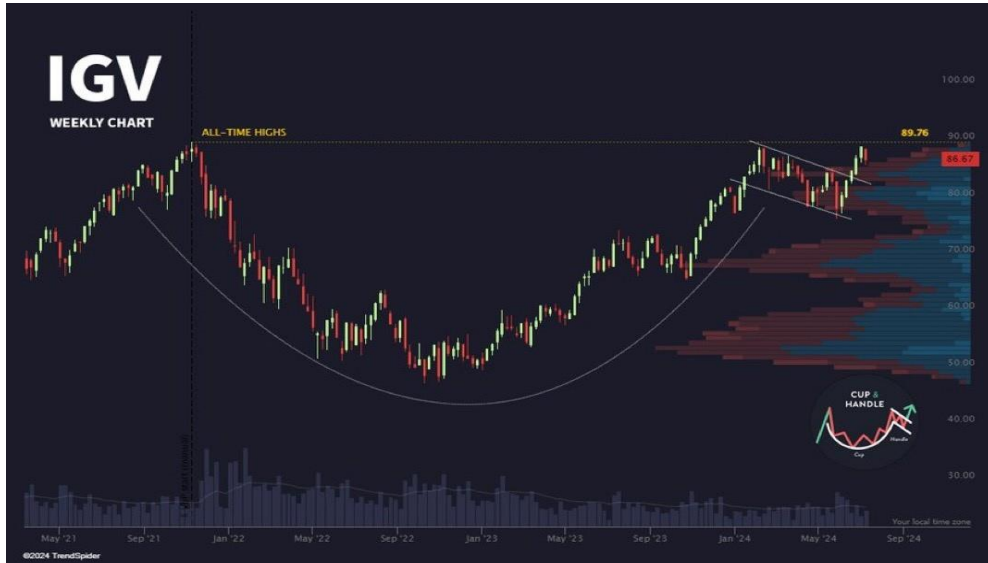 IGV
WEEKLY CHART
ALL-TIME HIGHS
89.76
100.00
90.00
86.67
80.00
70.00
60.00
50.00
40.00
30.00
CUP &
HANDLE
Handle
Cup
Your local time zone
May '21 Sep '21 Jan '22 May '22 Sep '22 Jan '23 May '23 Sep '23 Jan '24 May '24 Sep '24
©2024 TrendSpider